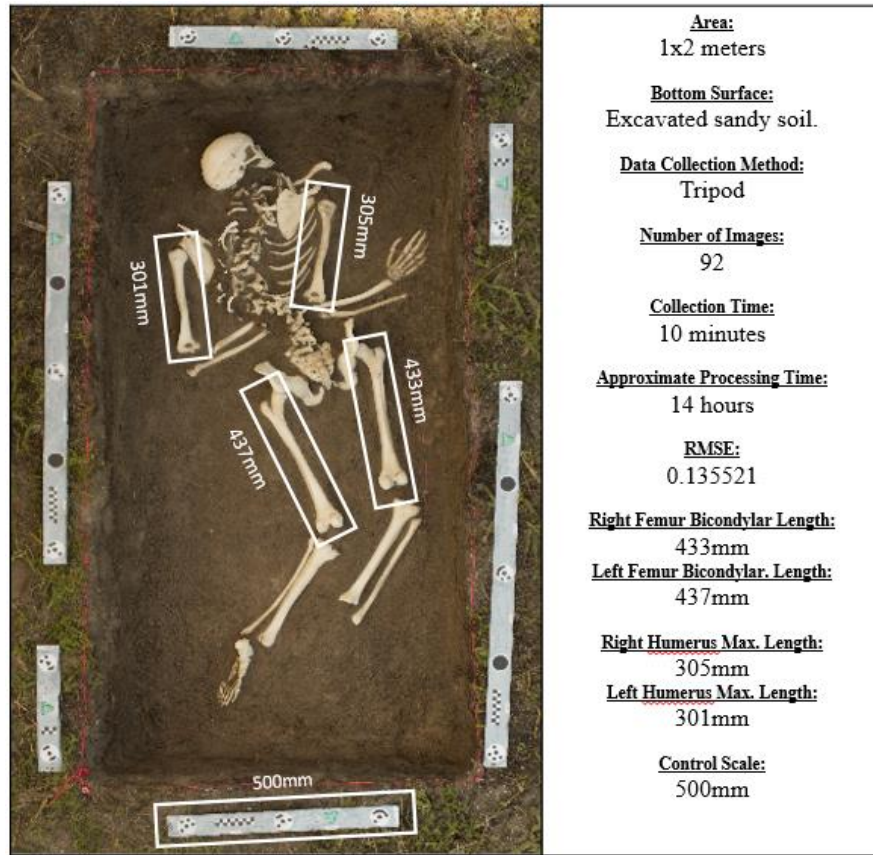 305mm
301mm
433mm
437mm
500mm
Area:
1x2 meters
Bottom Surface:
Excavated sandy soil.
Data Collection Method:
Tripod
Number of Images:
92
Collection Time:
10 minutes
Approximate Processing Time:
14 hours
RMSE:
0.135521
Right Femur Bicondylar Length:
433mm
Left Femur Bicondylar. Length:
437mm
Right Humerus Max. Length:
305mm
Left Humerus Max. Length:
301mm
Control Scale:
500mm